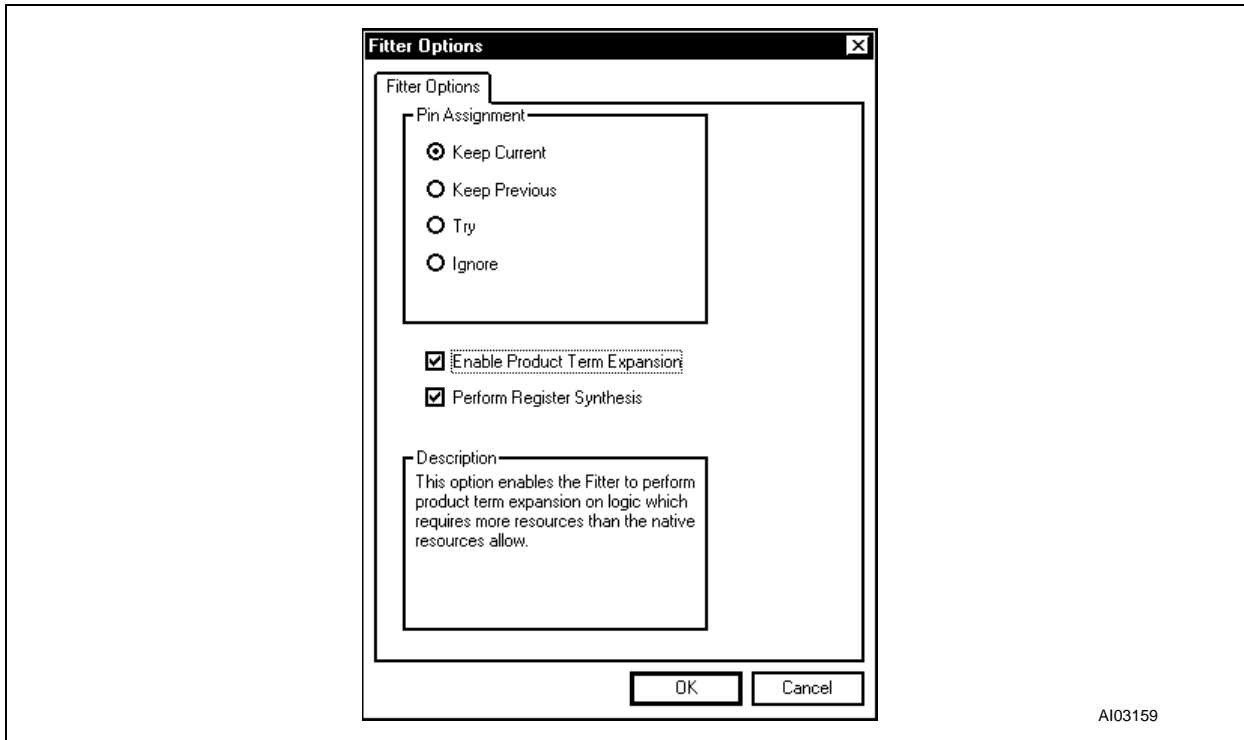 Fitter Options
Fitter Options
Pin Assignment
Keep Current
Keep Previous
Try
Ignore
Enable Product Term Expansion
Perform Register Synthesis
Description
This option enables the Fitter to perform
product term expansion on logic which
requires more resources than the native
resources allow.
OK
Cancel
AI03159